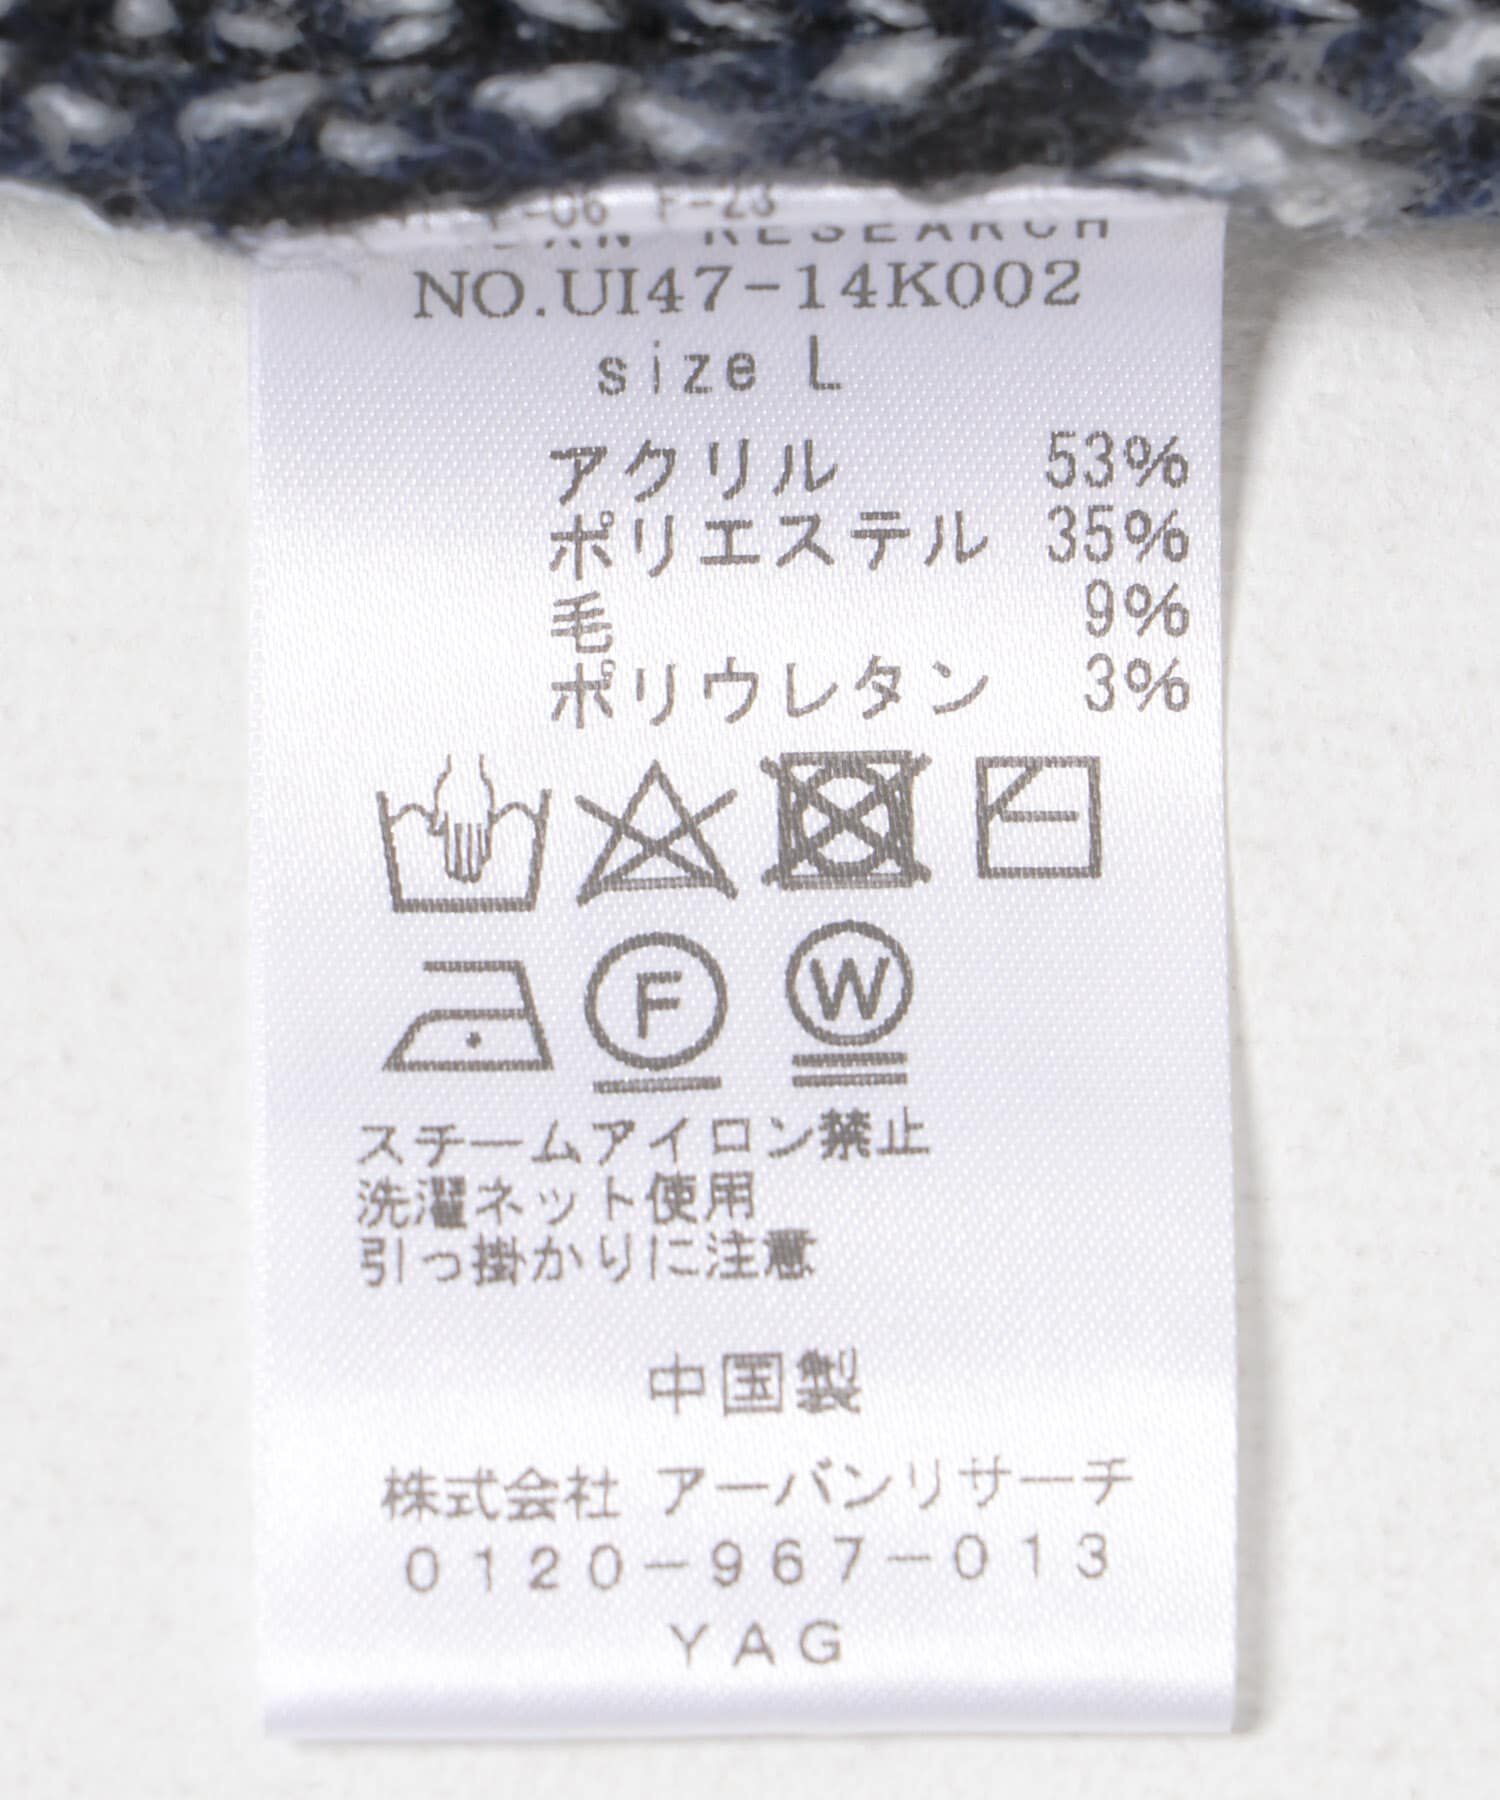 F-23
RESEARCH
NO.UI47-14K002
size L
アクリル 53%
ポリエステル 35%
毛 9%
ポリウレタン 3%
F W
スチームアイロン禁止
洗濯ネット使用
引っ掛かりに注意
中国製
株式会社 アーバンリサーチ
0120-967-013
YAG